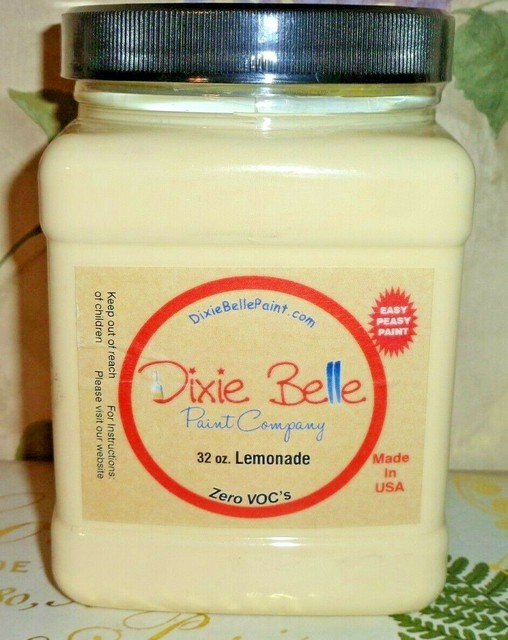 DixieBellePaint.com
EASY
PEASY
PAINT
Dixie Belle
Paint Company
32 oz. Lemonade
Zero VOC's
Made
In
USA
Keep out of reach
of children
For Instructions:
Please visit our website